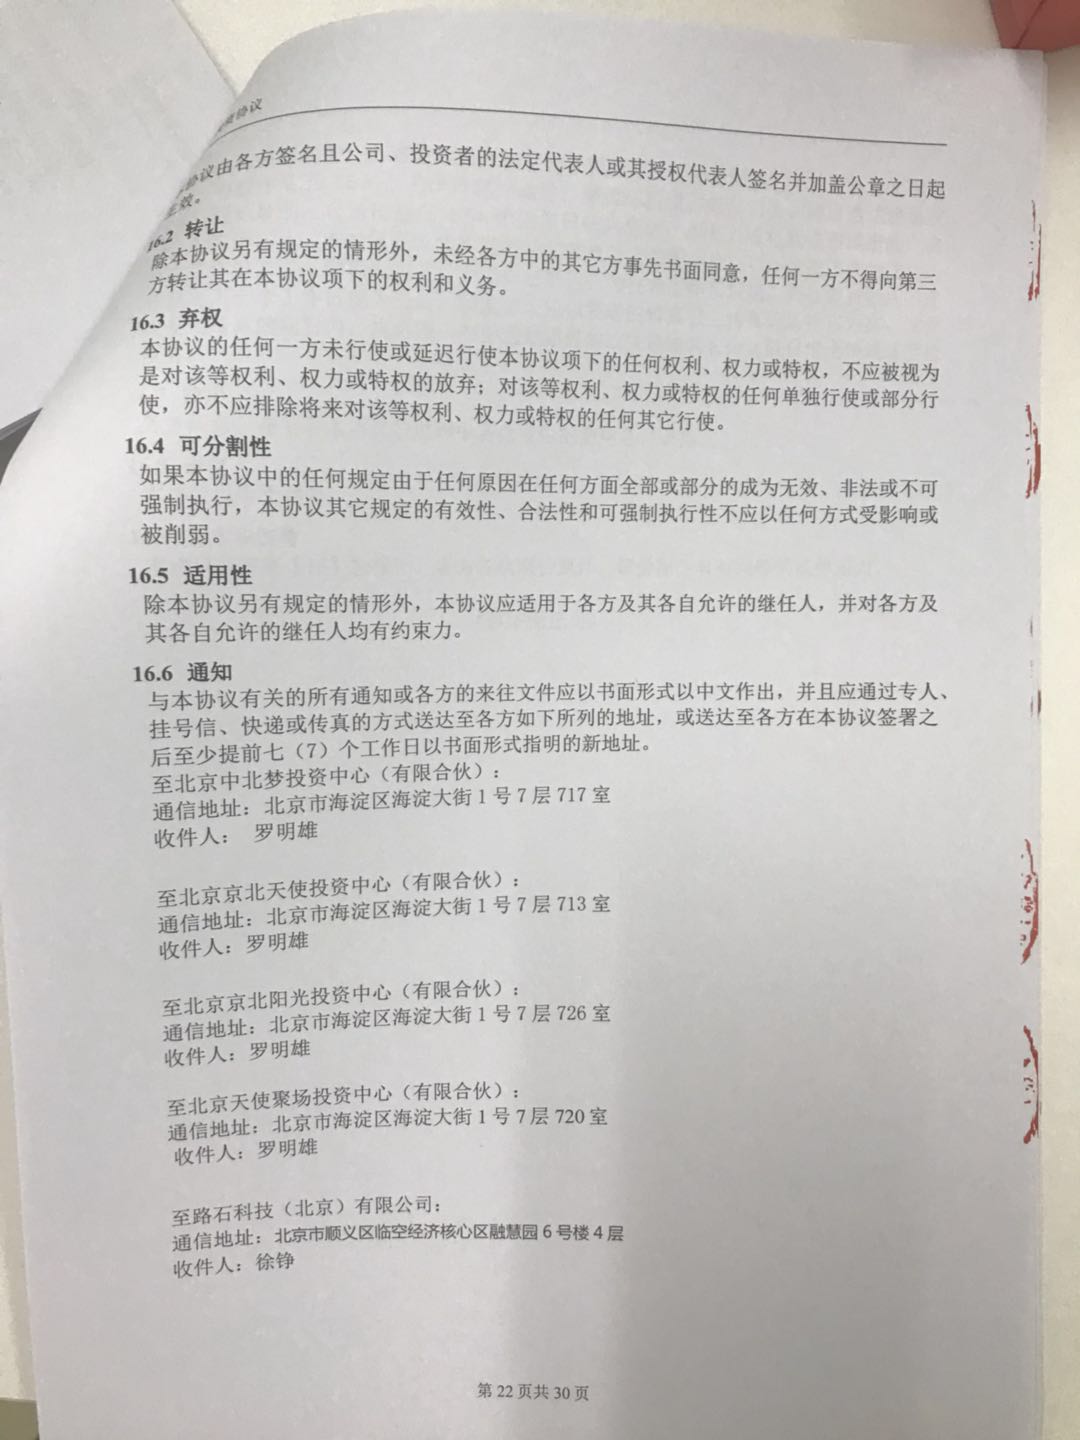 协议
协议由各方签名且公司、投资者的法定代表人或其授权代表人签名并加盖公章之日起
效。
16.2 转让
除本协议另有规定的情形外，未经各方中的其它方事先书面同意，任何一方不得向第三
方转让其在本协议项下的权利和义务。
16.3 弃权
本协议的任何一方未行使或延迟行使本协议项下的任何权利、权力或特权，不应被视为
是对该等权利、权力或特权的放弃；对该等权利、权力或特权的任何单独行使或部分行
使，亦不应排除将来对该等权利、权力或特权的任何其它行使。
16.4 可分割性
如果本协议中的任何规定由于任何原因在任何方面全部或部分的成为无效、非法或不可
强制执行，本协议其它规定的有效性、合法性和可强制执行性不应以任何方式受影响或
被削弱。
16.5 适用性
除本协议另有规定的情形外，本协议应适用于各方及其各自允许的继任人，并对各方及
其各自允许的继任人均有约束力。
16.6 通知
与本协议有关的所有通知或各方的来往文件应以书面形式以中文作出，并且应通过专人、
挂号信、快递或传真的方式送达至各方如下所列的地址，或送达至各方在本协议签署之
后至少提前七（7）个工作日以书面形式指明的新地址。
至北京中北梦投资中心（有限合伙）：
通信地址：北京市海淀区海淀大街 1 号 7 层 717 室
收件人： 罗明雄
至北京京北天使投资中心（有限合伙）：
通信地址：北京市海淀区海淀大街 1 号 7 层 713 室
收件人：罗明雄
至北京京北阳光投资中心（有限合伙）：
通信地址：北京市海淀区海淀大街 1 号 7 层 726 室
收件人：罗明雄
至北京天使聚场投资中心（有限合伙）：
通信地址：北京市海淀区海淀大街 1 号 7 层 720 室
收件人：罗明雄
至路石科技（北京）有限公司：
通信地址：北京市顺义区临空经济核心区融慧园 6 号楼 4 层
收件人：徐铮
第 22 页共 30 页